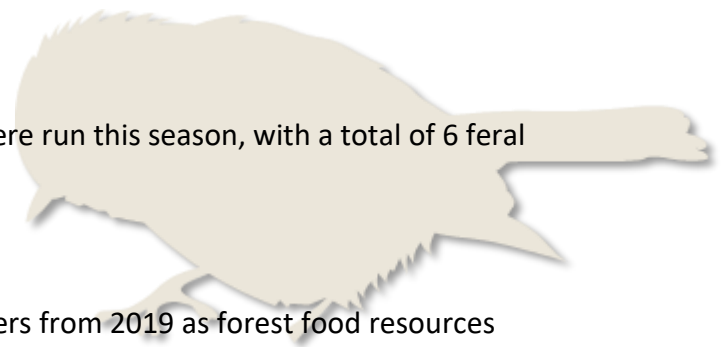 ere run this season, with a total of 6 feral
ers from 2019 as forest food resources